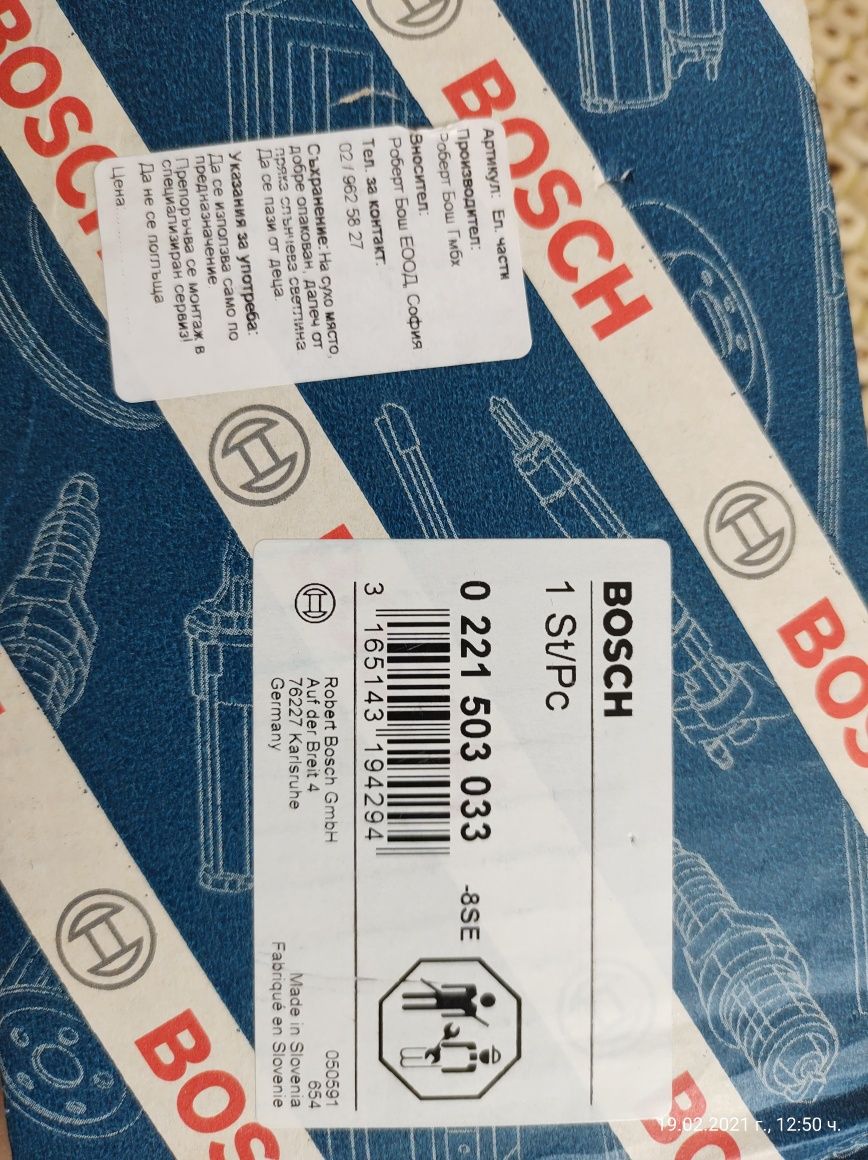 BOSCH
BOSCH
BOSCH
Артикул: Ел. части
Производител:
Роберт Бош Гмбх
Вносител:
Роберт Бош ЕООД, София
Тел. за контакт:
02 / 962 58 27
Съхранение: На сухо място,
добре опакован, далеч от
пряка слънчева светлина
Да се пази от деца.
Указания за употреба:
Да се използва само по
предназначение
Препоръчва се монтаж в
специализиран сервиз!
Да не се поглъща
Цена
BOSCH
1 St/Pc
0 221 503 033 -8SE
3 165143 194294
Robert Bosch GmbH
Auf der Breit 4
76227 Karlsruhe
Germany
050591
654
Made in Slovenia
Fabriqué en Slovenie
BOS
BOS
19.02.2021 г., 12:50 ч.